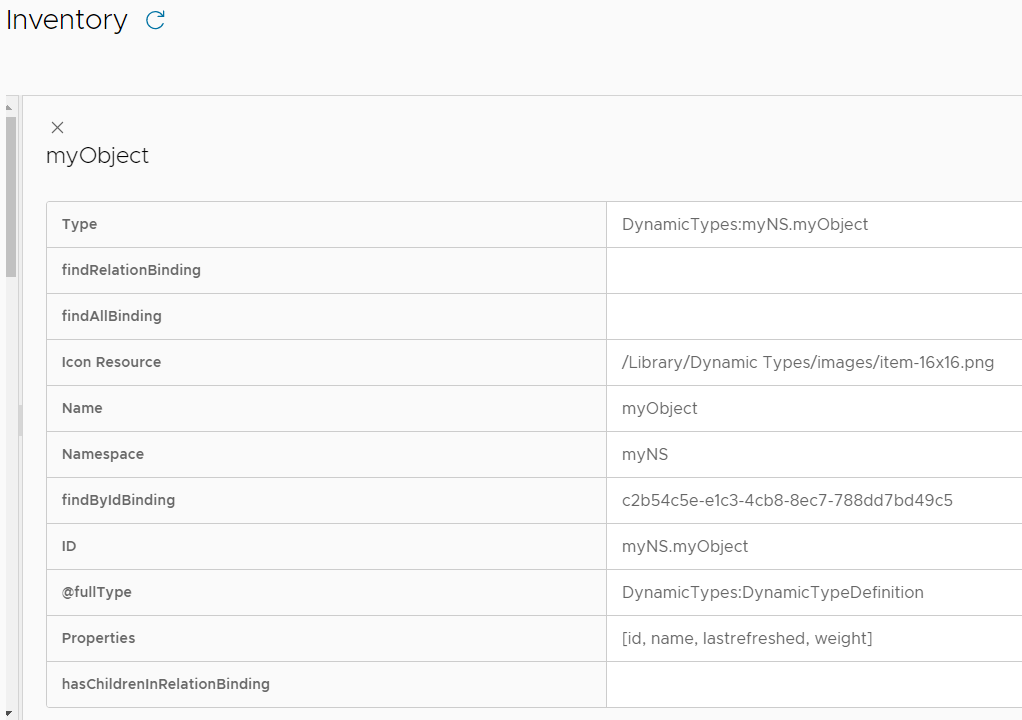 Inventory
myObject
Type DynamicTypes:myNS.myObject
findRelationBinding
findAllBinding
Icon Resource /Library/Dynamic Types/images/item-16x16.png
Name myObject
Namespace myNS
findByIdBinding c2b54c5e-e1c3-4cb8-8ec7-788dd7bd49c5
ID myNS.myObject
@fullType DynamicTypes:DynamicTypeDefinition
Properties [id, name, lastrefreshed, weight]
hasChildrenInRelationBinding